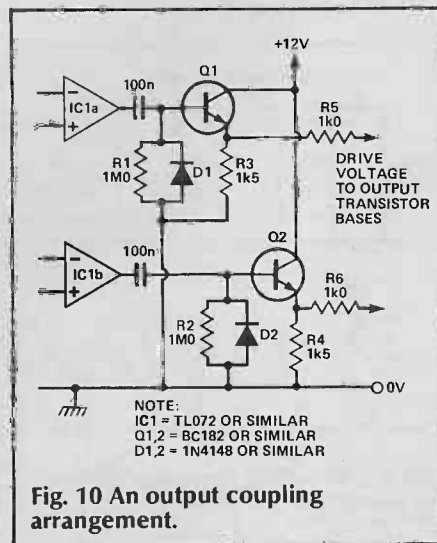 +12V
Q1
100n
IC1a
R5
1k0
R1
1M0
D1
R3
1k5
DRIVE
VOLTAGE
TO OUTPUT
TRANSISTOR
BASES
100n
Q2
IC1b
R6
1k0
R2
1M0
D2
R4
1k5
0V
NOTE:
IC1 = TL072 OR SIMILAR
Q1,2 = BC182 OR SIMILAR
D1,2 = 1N4148 OR SIMILAR
Fig. 10 An output coupling
arrangement.